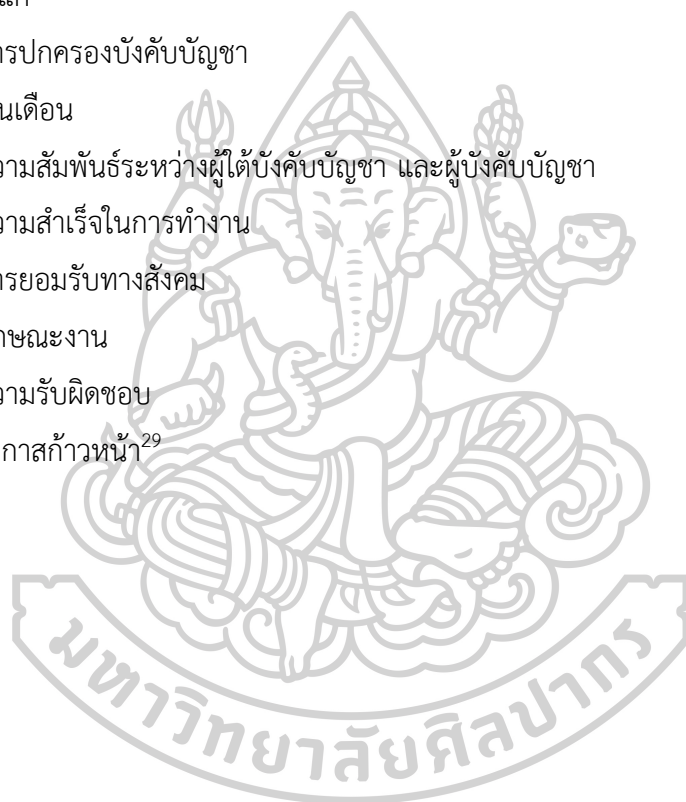 ารปกครองบังคับบัญชา
นเดือน
วามสัมพันธ์ระหว่างผู้ใต้บังคับบัญชา และผู้บังคับบัญชา
วามสำเร็จในการทำงาน
ารยอมรับทางสังคม
ักษณะงาน
วามรับผิดชอบ
อกาสก้าวหน้า29
มหาวิทยาลัยศิลปากร